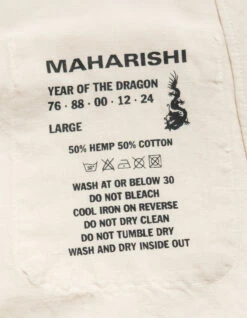 MAHARISHI
YEAR OF THE DRAGON
76 · 88 · 00 · 12 · 24
LARGE
50% HEMP 50% COTTON
WASH AT OR BELOW 30
DO NOT BLEACH
COOL IRON ON REVERSE
DO NOT DRY CLEAN
DO NOT TUMBLE DRY
WASH AND DRY INSIDE OUT